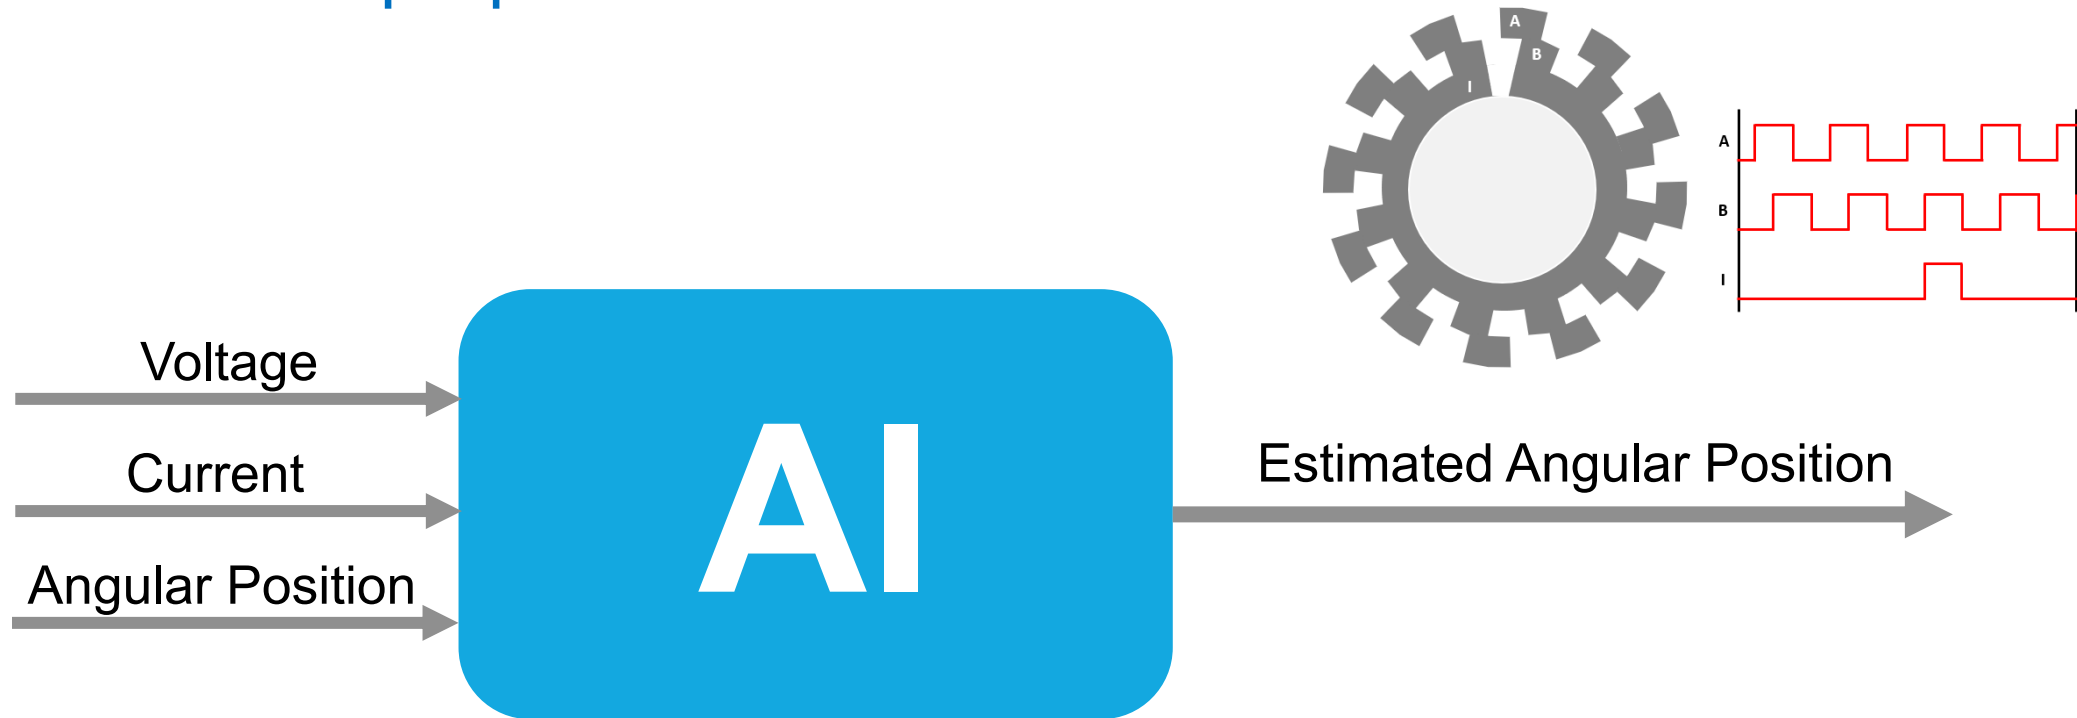 A
B
I
A
B
I
Voltage
Current
Angular Position
AI
Estimated Angular Position